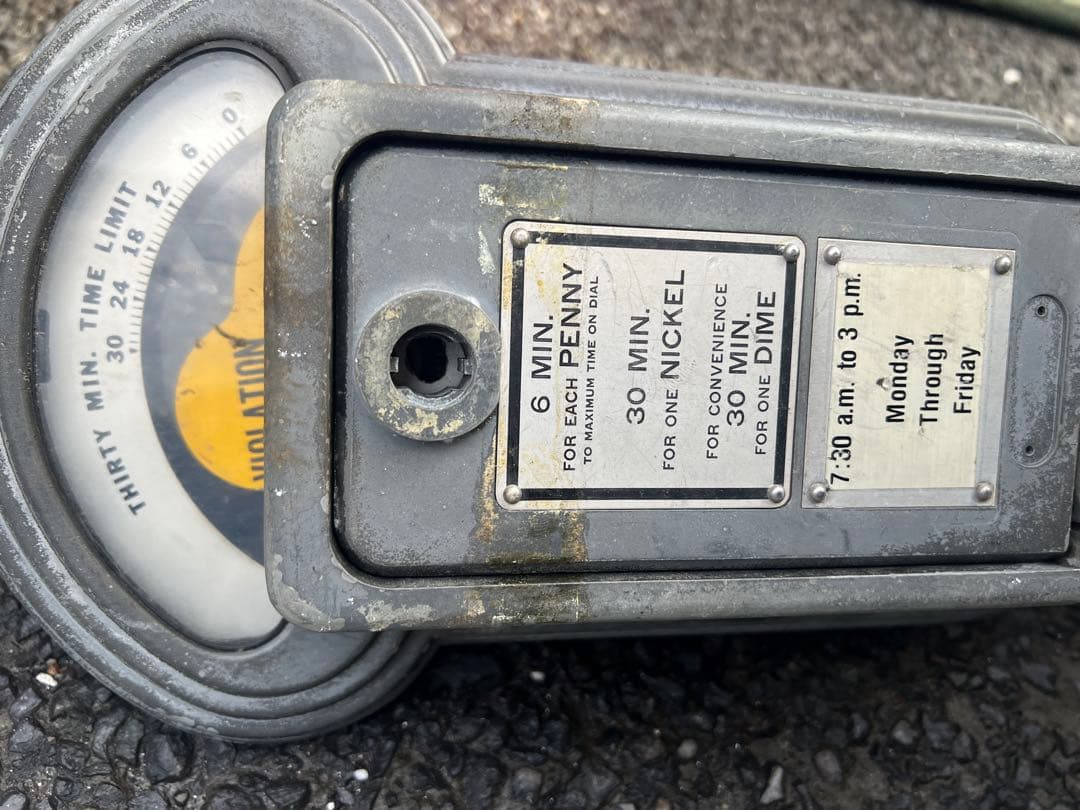 THIRTY MIN. TIME LIMIT
30 24 18 12 6 0
VIOLATION
6 MIN.
FOR EACH PENNY
TO MAXIMUM TIME ON DIAL
30 MIN.
FOR ONE NICKEL
FOR CONVENIENCE
30 MIN.
FOR ONE DIME
7:30 a.m. to 3 p.m.
Monday
Through
Friday